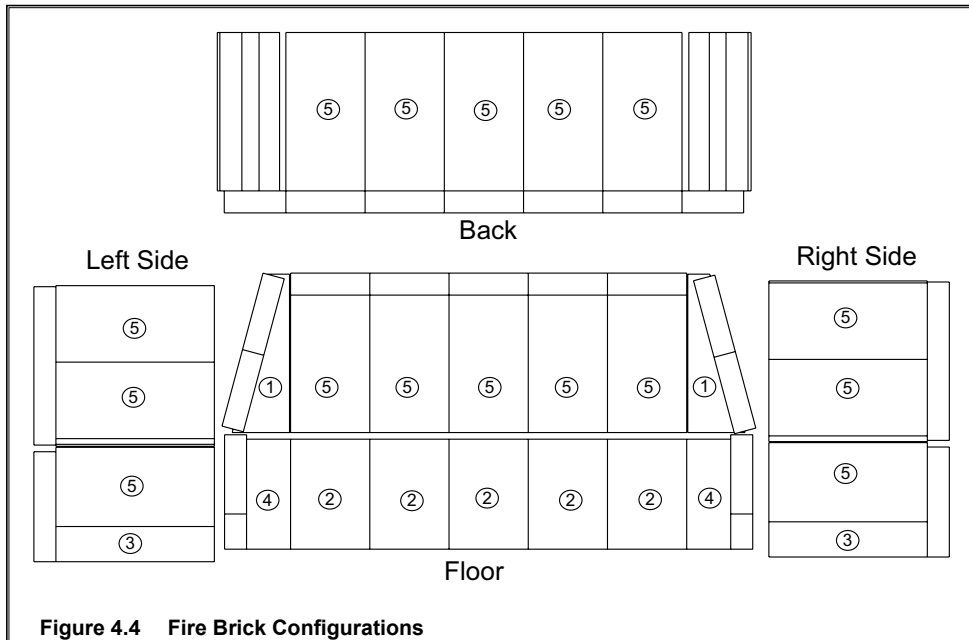 5 5 5 5 5
Back
Left Side
Right Side
5
5
5
3
1 5 5 5 5 5 1
4 2 2 2 2 2 4
Floor
5
5
5
3
Figure 4.4 Fire Brick Configurations